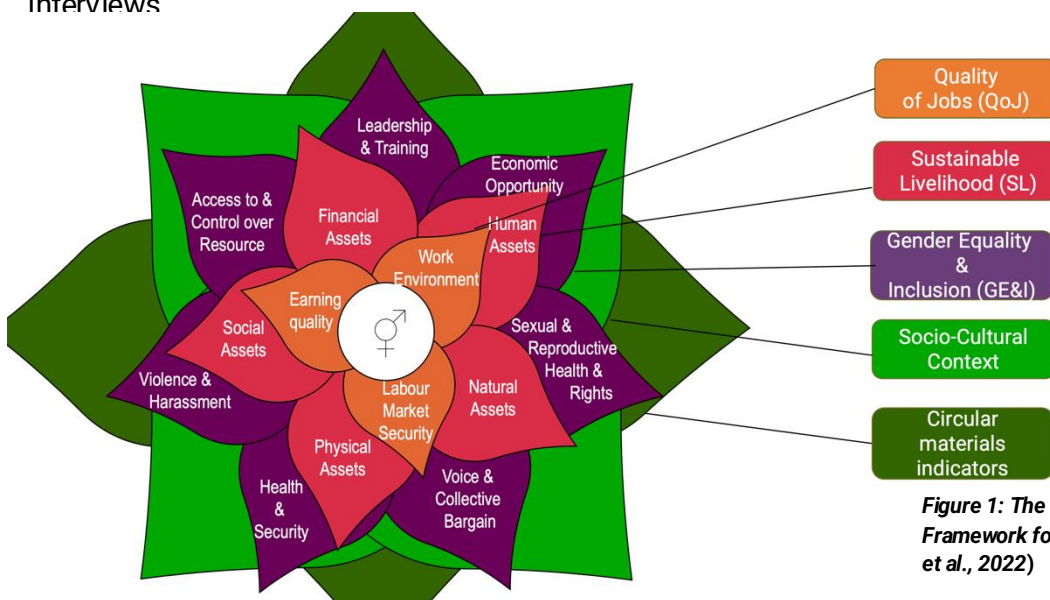 Interviews
Leadership
& Training
Economic
Opportunity
Access to &
Control over
Resource
Financial
Assets
Human
Assets
Work
Environment
Earning
quality
Social
Assets
Sexual &
Reproductive
Health &
Rights
Violence &
Harassment
Labour
Market
Security
Natural
Assets
Physical
Assets
Health
&
Security
Voice &
Collective
Bargain
Quality
of Jobs (QoJ)
Sustainable
Livelihood (SL)
Gender Equality
&
Inclusion (GE&I)
Socio-Cultural
Context
Circular
materials
indicators
Figure 1: The
Framework fo
et al., 2022)